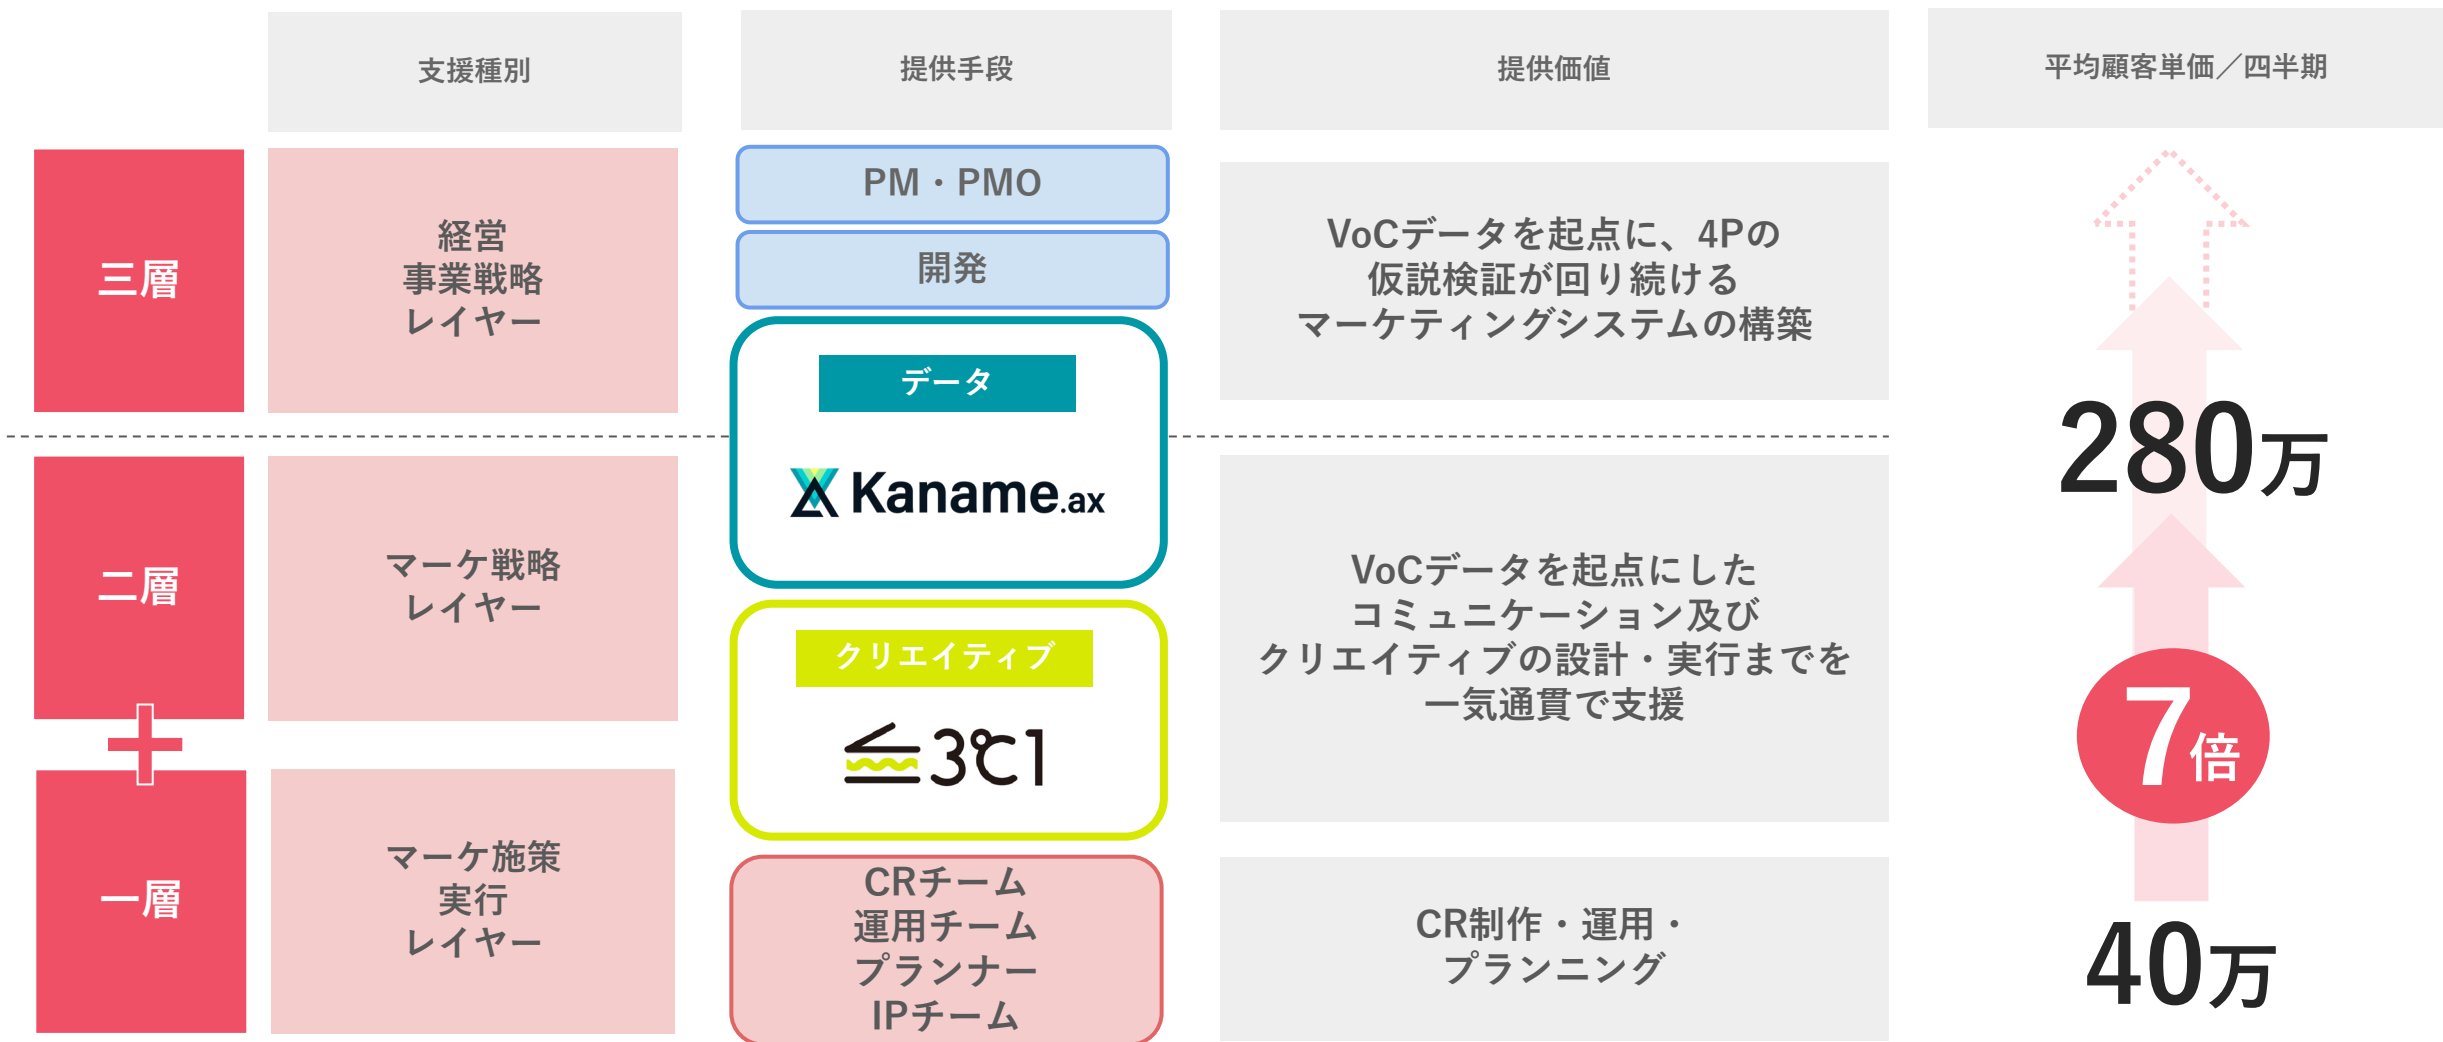 支援種別
提供手段
提供価値
平均顧客単価／四半期
三層
経営
事業戦略
レイヤー
PM・PMO
開発
データ
Kaname.ax
VoCデータを起点に、4Pの
仮説検証が回り続ける
マーケティングシステムの構築
280万
二層
マーケ戦略
レイヤー
クリエイティブ
3℃1
VoCデータを起点にした
コミュニケーション及び
クリエイティブの設計・実行までを
一気通貫で支援
7倍
＋
一層
マーケ施策
実行
レイヤー
CRチーム
運用チーム
プランナー
IPチーム
CR制作・運用・
プランニング
40万